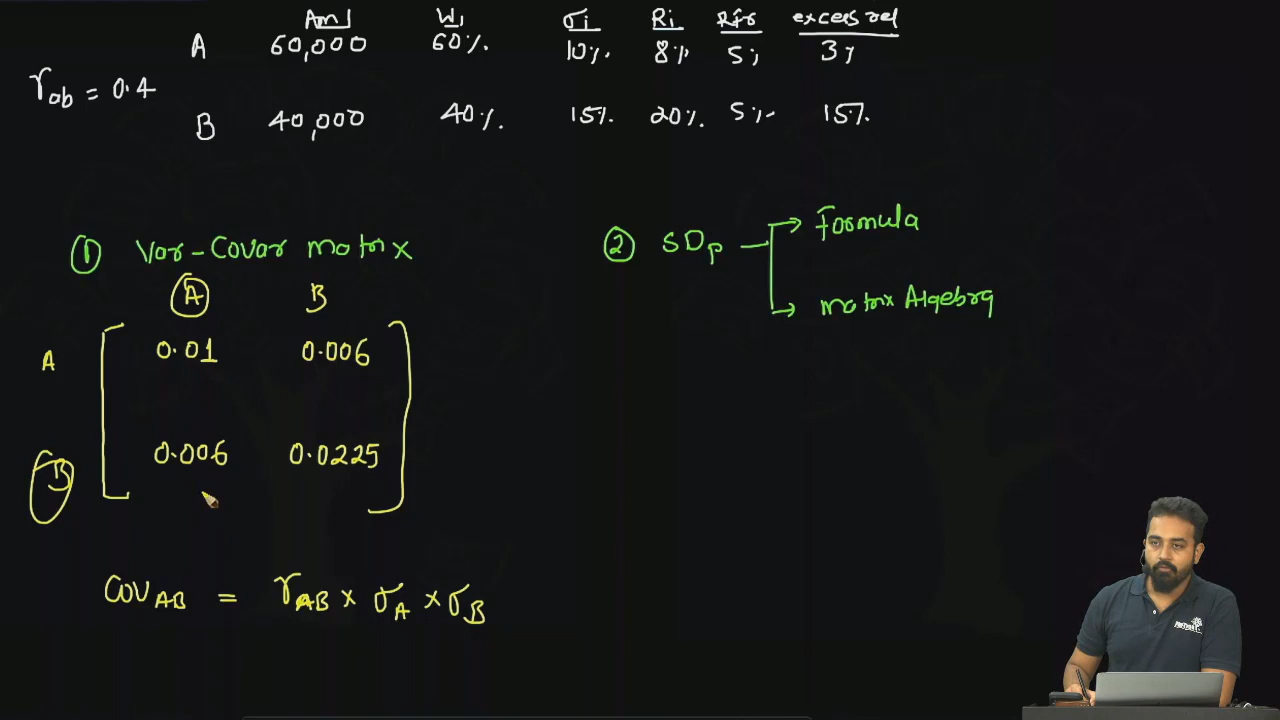 Amt Wi σi Ri Rfr excess ret
A 60,000 60% 10% 8% 5% 3%
rab = 0.4
B 40,000 40% 15% 20% 5% 15%
① Var-Covar matrix
A B
A 0.01 0.006
B 0.006 0.0225
COVAB = rAB × σA × σB
② SDp
Formula
matrix Algebra